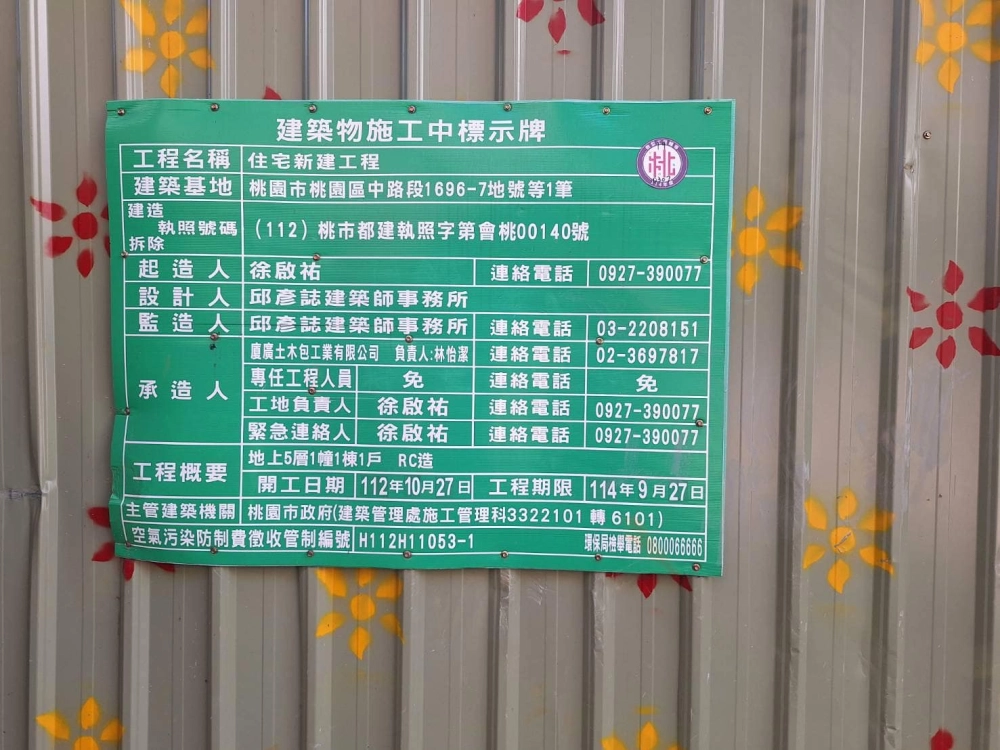 建築物施工中標示牌
工程名稱 住宅新建工程
建築基地 桃園市桃園區中路段1696-7地號等1筆
建造
執照號碼 (112) 桃市都建執照字第會桃00140號
拆除
起造人 徐啟祐 連絡電話 0927-390077
設計人 邱彥誌建築師事務所
監造人 邱彥誌建築師事務所 連絡電話 03-2208151
廈廣土木包工業有限公司 負責人:林怡潔 連絡電話 02-3697817
承造人 專任工程人員 免 連絡電話 免
工地負責人 徐啟祐 連絡電話 0927-390077
緊急連絡人 徐啟祐 連絡電話 0927-390077
工程概要 地上5層1幢1棟1戶 RC造
開工日期 112年10月27日 工程期限 114年9月27日
主管建築機關 桃園市政府(建築管理處施工管理科3322101 轉 6101)
空氣污染防制費徵收管制編號 H112H11053-1 環保局檢舉電話 0800066666